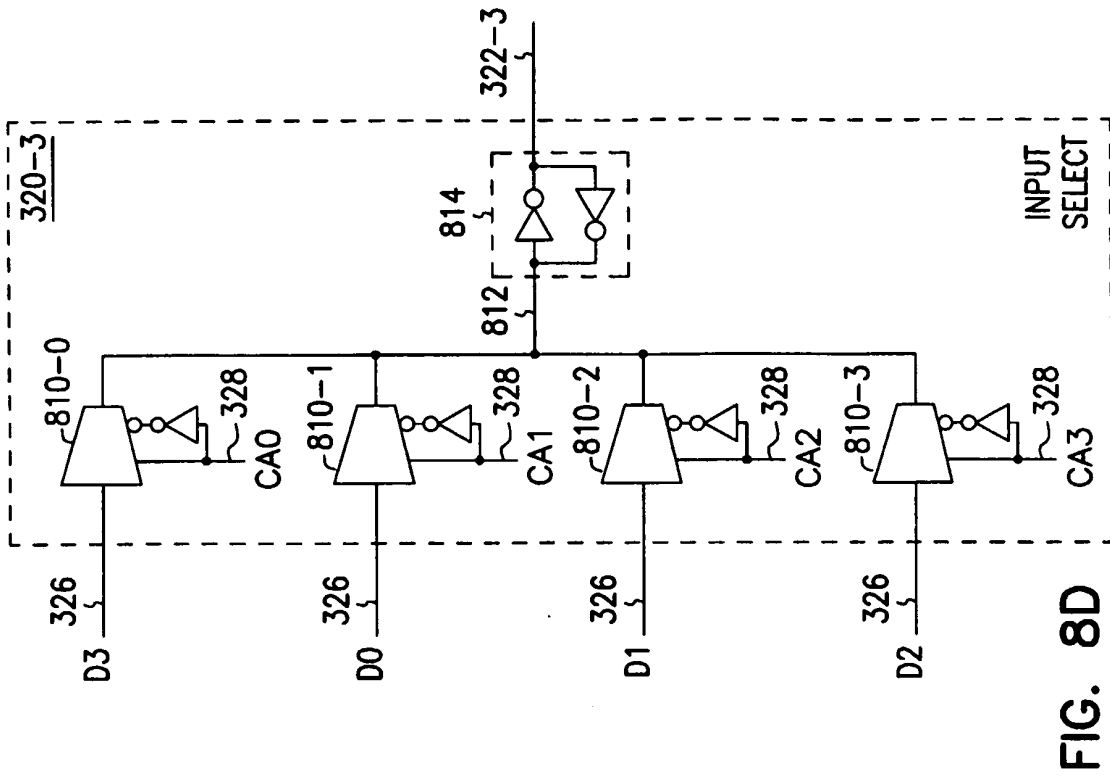 320-3
810-0
D3
326
328
CA0
810-1
D0
326
328
CA1
812
814
322-3
810-2
D1
326
328
CA2
810-3
D2
326
328
CA3
INPUT
SELECT
FIG. 8D